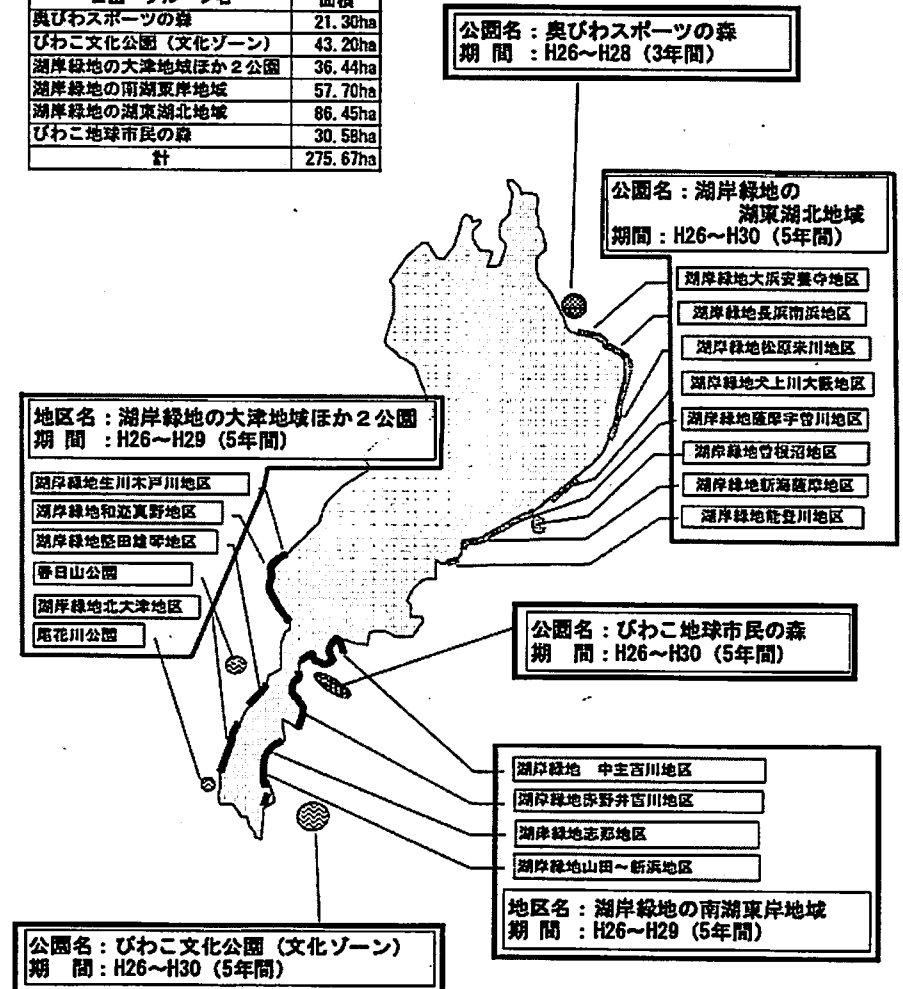 面積
奥びわスポーツの森 21.30ha
びわこ文化公園（文化ゾーン） 43.20ha
湖岸緑地の大津地域ほか２公園 36.44ha
湖岸緑地の南湖東岸地域 57.70ha
湖岸緑地の湖東湖北地域 86.45ha
びわこ地球市民の森 30.58ha
計 275.67ha
公園名：奥びわスポーツの森
期 間：H26〜H28（3年間）
公園名：湖岸緑地の
湖東湖北地域
期間：H26〜H30（5年間）
湖岸緑地大浜安養寺地区
湖岸緑地長浜南浜地区
湖岸緑地松原米川地区
湖岸緑地犬上川大藪地区
湖岸緑地薩摩宇曽川地区
湖岸緑地曽根沼地区
湖岸緑地新海薩摩地区
湖岸緑地能登川地区
地区名：湖岸緑地の大津地域ほか２公園
期 間：H26〜H29（5年間）
湖岸緑地生川木戸川地区
湖岸緑地和迩真野地区
湖岸緑地堅田雄琴地区
春日山公園
湖岸緑地北大津地区
尾花川公園
公園名：びわこ地球市民の森
期 間：H26〜H30（5年間）
湖岸緑地 中主吉川地区
湖岸緑地赤野井吉川地区
湖岸緑地志那地区
湖岸緑地山田〜新浜地区
地区名：湖岸緑地の南湖東岸地域
期 間：H26〜H29（5年間）
公園名：びわこ文化公園（文化ゾーン）
期 間：H26〜H30（5年間）